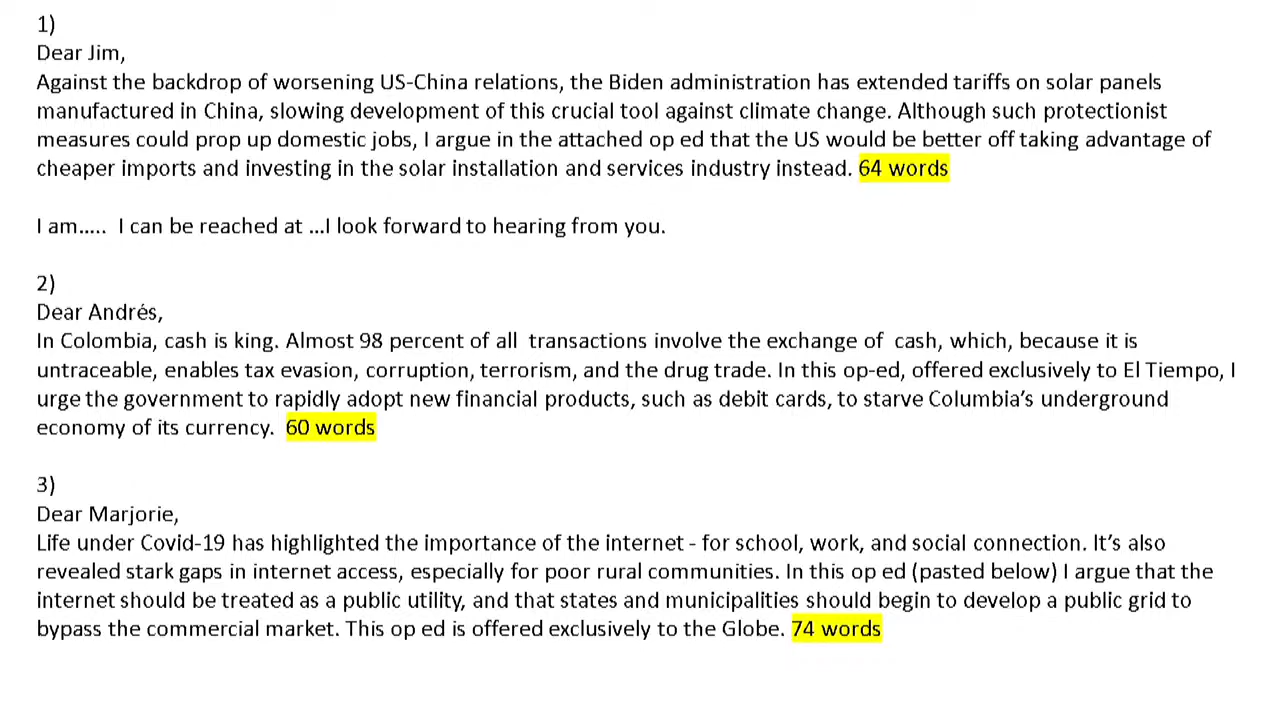 1)
Dear Jim,
Against the backdrop of worsening US-China relations, the Biden administration has extended tariffs on solar panels
manufactured in China, slowing development of this crucial tool against climate change. Although such protectionist
measures could prop up domestic jobs, I argue in the attached op ed that the US would be better off taking advantage of
cheaper imports and investing in the solar installation and services industry instead. 64 words
I am..... I can be reached at ...I look forward to hearing from you.
2)
Dear Andrés,
In Colombia, cash is king. Almost 98 percent of all transactions involve the exchange of cash, which, because it is
untraceable, enables tax evasion, corruption, terrorism, and the drug trade. In this op-ed, offered exclusively to El Tiempo, I
urge the government to rapidly adopt new financial products, such as debit cards, to starve Columbia’s underground
economy of its currency. 60 words
3)
Dear Marjorie,
Life under Covid-19 has highlighted the importance of the internet - for school, work, and social connection. It’s also
revealed stark gaps in internet access, especially for poor rural communities. In this op ed (pasted below) I argue that the
internet should be treated as a public utility, and that states and municipalities should begin to develop a public grid to
bypass the commercial market. This op ed is offered exclusively to the Globe. 74 words